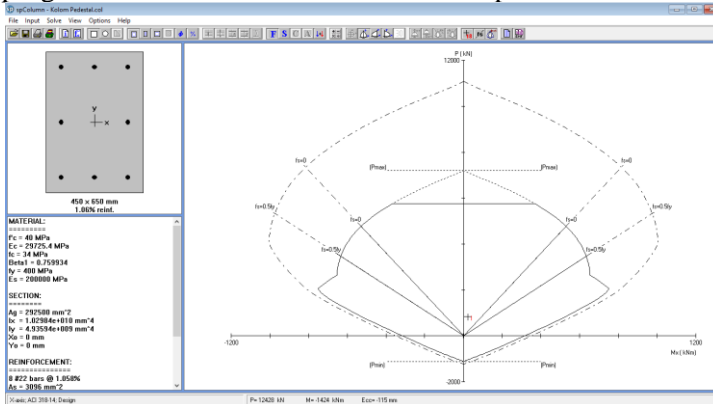 spColumn - Kolom Pedestal.col
File Input Solve View Options Help
P ( kN)
12000
(Pmax) (Pmax)
fs=0 fs=0
fs=0.5fy fs=0.5fy
fs=0 fs=0
fs=0.5fy fs=0.5fy
-1200 1200
Mx ( kNm)
(Pmin) (Pmin)
-2000
y
x
450 x 650 mm
1.06% reinf.
MATERIAL:
=========
f'c = 40 MPa
Ec = 29725.4 MPa
fc = 34 MPa
Beta1 = 0.759934
fy = 400 MPa
Es = 200000 MPa
SECTION:
========
Ag = 292500 mm^2
Ix = 1.02984e+010 mm^4
Iy = 4.93594e+009 mm^4
Xo = 0 mm
Yo = 0 mm
REINFORCEMENT:
==============
8 #22 bars @ 1.058%
As = 3096 mm^2
X-axis; ACI 318-14; Design P= 12428 kN M= -1424 kNm Ecc= -115 mm